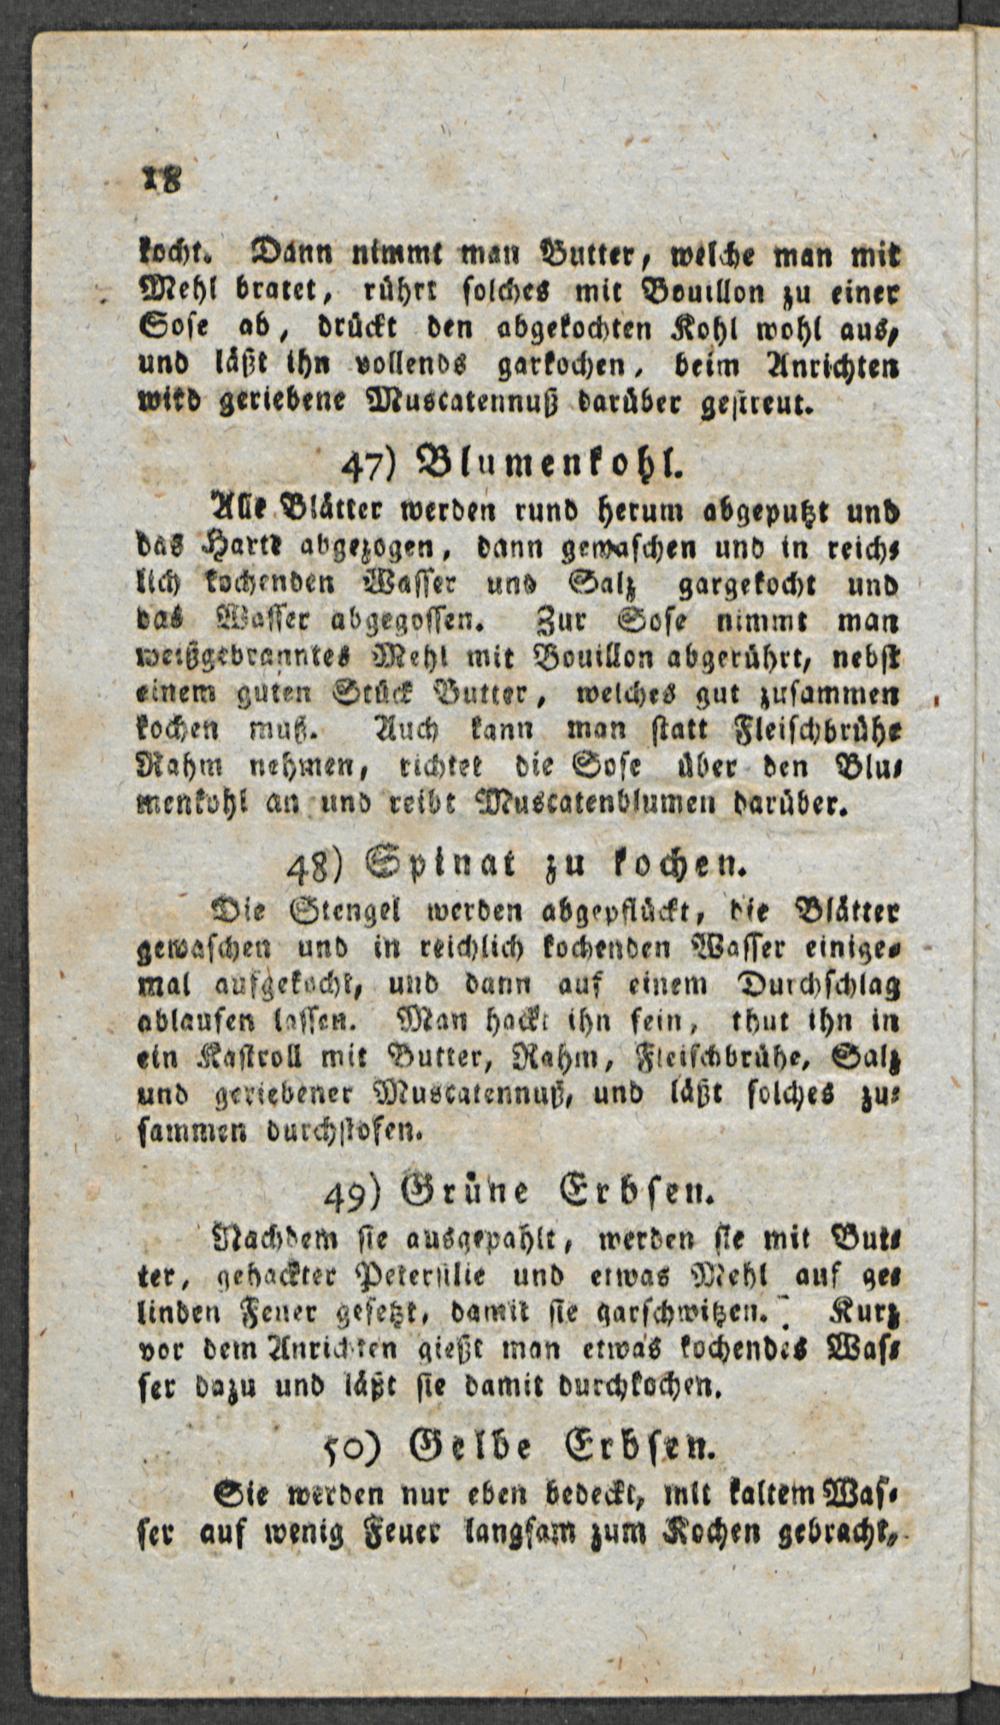 18
kocht. Dann nimmt man Butter, welche man mit
Mehl bratet, rührt solches mit Bouillon zu einer
Sose ab, drückt den abgekochten Kohl wohl aus,
und läßt ihn vollends garkochen, beim Anrichten
wird geriebene Muscatennuß darüber gestreut.
47) Blumenkohl.
Alle Blätter werden rund herum abgeputzt und
das Harte abgezogen, dann gewaschen und in reich-
lich kochenden Wasser und Salz gargekocht und
das Wasser abgegossen. Zur Sose nimmt man
weißgebranntes Mehl mit Bouillon abgerührt, nebst
einem guten Stück Butter, welches gut zusammen
kochen muß. Auch kann man statt Fleischbrühe
Rahm nehmen, richtet die Sose über den Blu-
menkohl an und reibt Muscatenblumen darüber.
48) Spinat zu kochen.
Die Stengel werden abgepflückt, die Blätter
gewaschen und in reichlich kochenden Wasser einige-
mal aufgekocht, und dann auf einem Durchschlag
ablaufen lassen. Man hackt ihn fein, thut ihn in
ein Kastroll mit Butter, Rahm, Fleischbrühe, Salz
und geriebener Muscatennuß, und läßt solches zu-
sammen durchstofen.
49) Grüne Erbsen.
Nachdem sie ausgepahlt, werden sie mit But-
ter, gehackter Petersilie und etwas Mehl auf ge-
linden Feuer gesetzt, damit sie garschwitzen. Kurz
vor dem Anrichten gießt man etwas kochendes Was-
ser dazu und läßt sie damit durchkochen.
50) Gelbe Erbsen.
Sie werden nur eben bedeckt, mit kaltem Was-
ser auf wenig Feuer langsam zum Kochen gebracht,